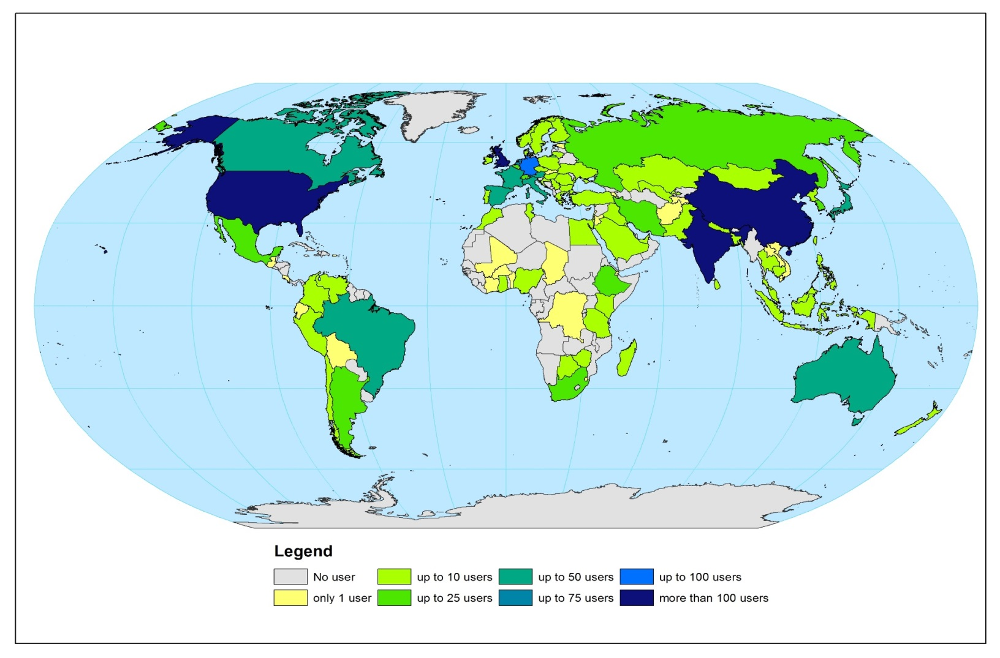 Legend
No user
up to 10 users
up to 50 users
up to 100 users
only 1 user
up to 25 users
up to 75 users
more than 100 users